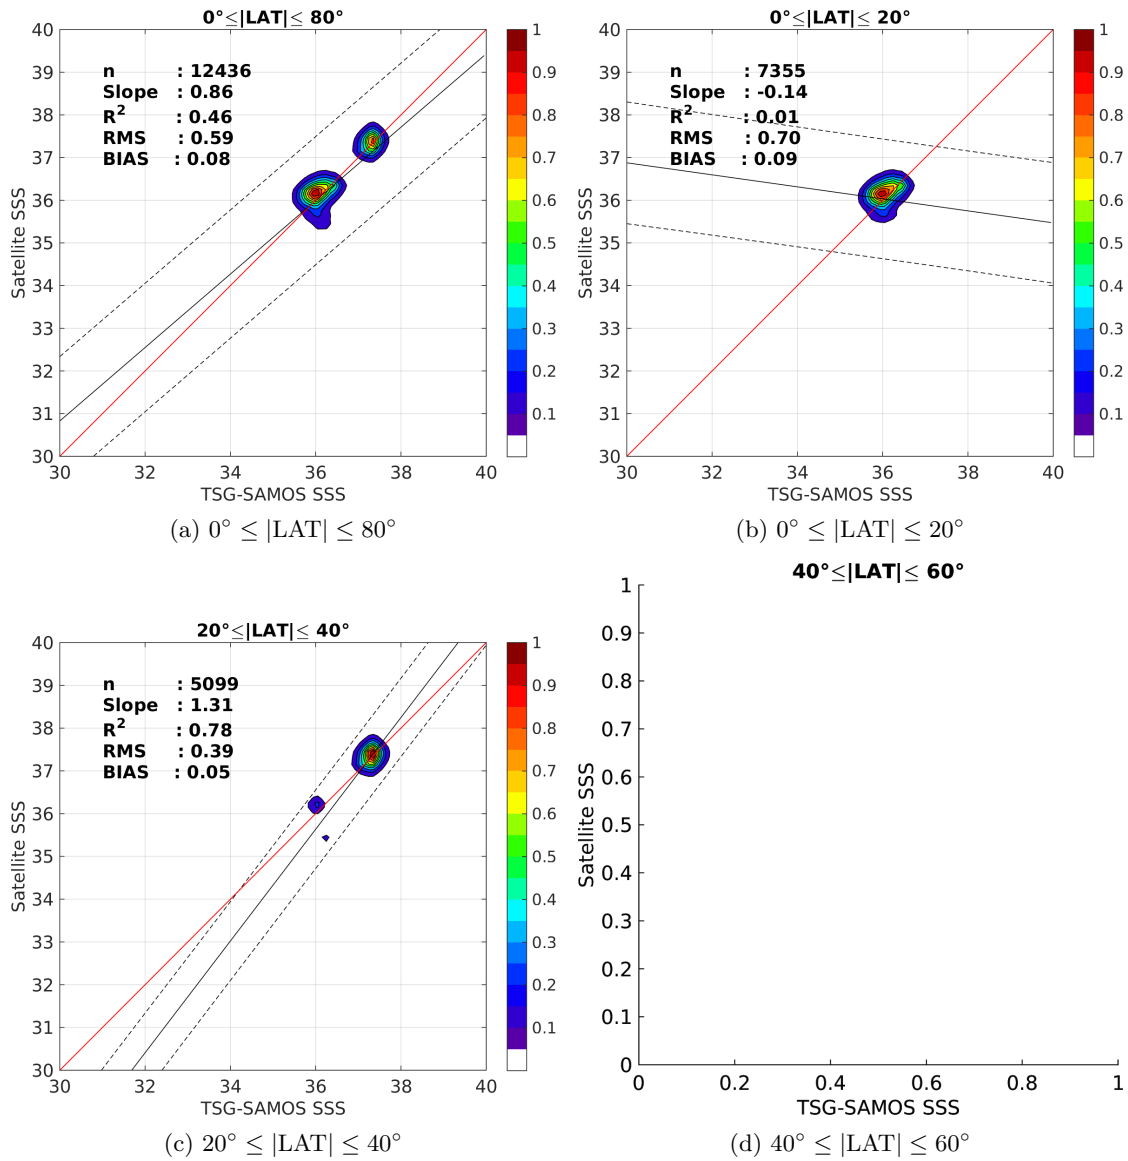 0°≤|LAT|≤ 80°
n : 12436
Slope : 0.86
R² : 0.46
RMS : 0.59
BIAS : 0.08
40
39
38
37
36
35
34
33
32
31
30
30 32 34 36 38 40
Satellite SSS
TSG-SAMOS SSS
1
0.9
0.8
0.7
0.6
0.5
0.4
0.3
0.2
0.1
(a) 0° ≤ |LAT| ≤ 80°
0°≤|LAT|≤ 20°
n : 7355
Slope : -0.14
R² : 0.01
RMS : 0.70
BIAS : 0.09
40
39
38
37
36
35
34
33
32
31
30
30 32 34 36 38 40
Satellite SSS
TSG-SAMOS SSS
1
0.9
0.8
0.7
0.6
0.5
0.4
0.3
0.2
0.1
(b) 0° ≤ |LAT| ≤ 20°
20°≤|LAT|≤ 40°
n : 5099
Slope : 1.31
R² : 0.78
RMS : 0.39
BIAS : 0.05
40
39
38
37
36
35
34
33
32
31
30
30 32 34 36 38 40
Satellite SSS
TSG-SAMOS SSS
1
0.9
0.8
0.7
0.6
0.5
0.4
0.3
0.2
0.1
(c) 20° ≤ |LAT| ≤ 40°
40°≤|LAT|≤ 60°
1
0.9
0.8
0.7
0.6
0.5
0.4
0.3
0.2
0.1
0
0 0.2 0.4 0.6 0.8 1
Satellite SSS
TSG-SAMOS SSS
(d) 40° ≤ |LAT| ≤ 60°